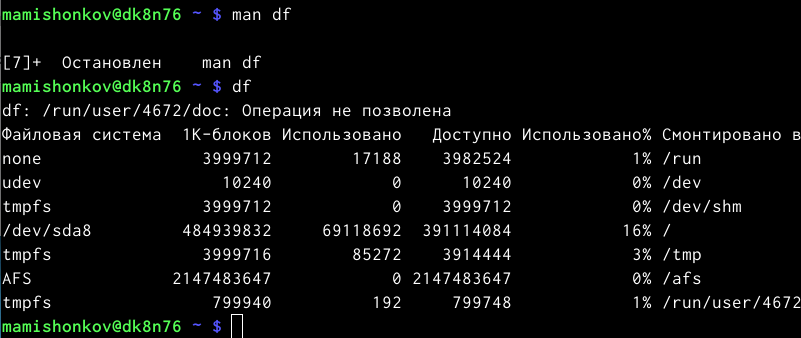 mamishonkov@dk8n76 ~ $ man df
[7]+  Остановлен    man df
mamishonkov@dk8n76 ~ $ df
df: /run/user/4672/doc: Операция не позволена
Файловая система  1K-блоков Использовано   Доступно Использовано% Смонтировано в
none                3999712        17188    3982524            1% /run
udev                  10240            0      10240            0% /dev
tmpfs               3999712            0    3999712            0% /dev/shm
/dev/sda8         484939832     69118692  391114084           16% /
tmpfs               3999716        85272    3914444            3% /tmp
AFS              2147483647            0 2147483647            0% /afs
tmpfs                799940          192     799748            1% /run/user/4672
mamishonkov@dk8n76 ~ $